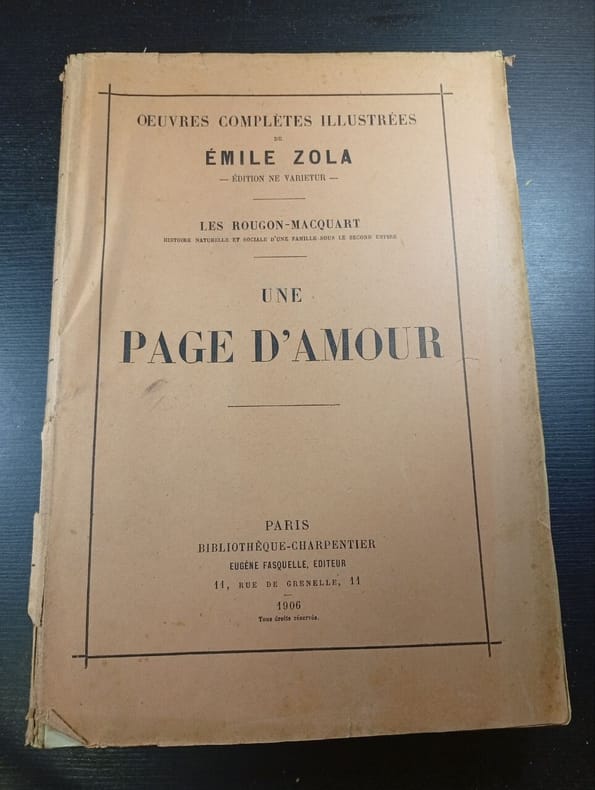 OEUVRES COMPLÈTES ILLUSTRÉES
DE
ÉMILE ZOLA
— ÉDITION NE VARIETUR —
LES ROUGON-MACQUART
HISTOIRE NATURELLE ET SOCIALE D'UNE FAMILLE SOUS LE SECOND EMPIRE
UNE
PAGE D'AMOUR
PARIS
BIBLIOTHÈQUE-CHARPENTIER
EUGÈNE FASQUELLE, ÉDITEUR
11, RUE DE GRENELLE, 11
1906
Tous droits réservés.